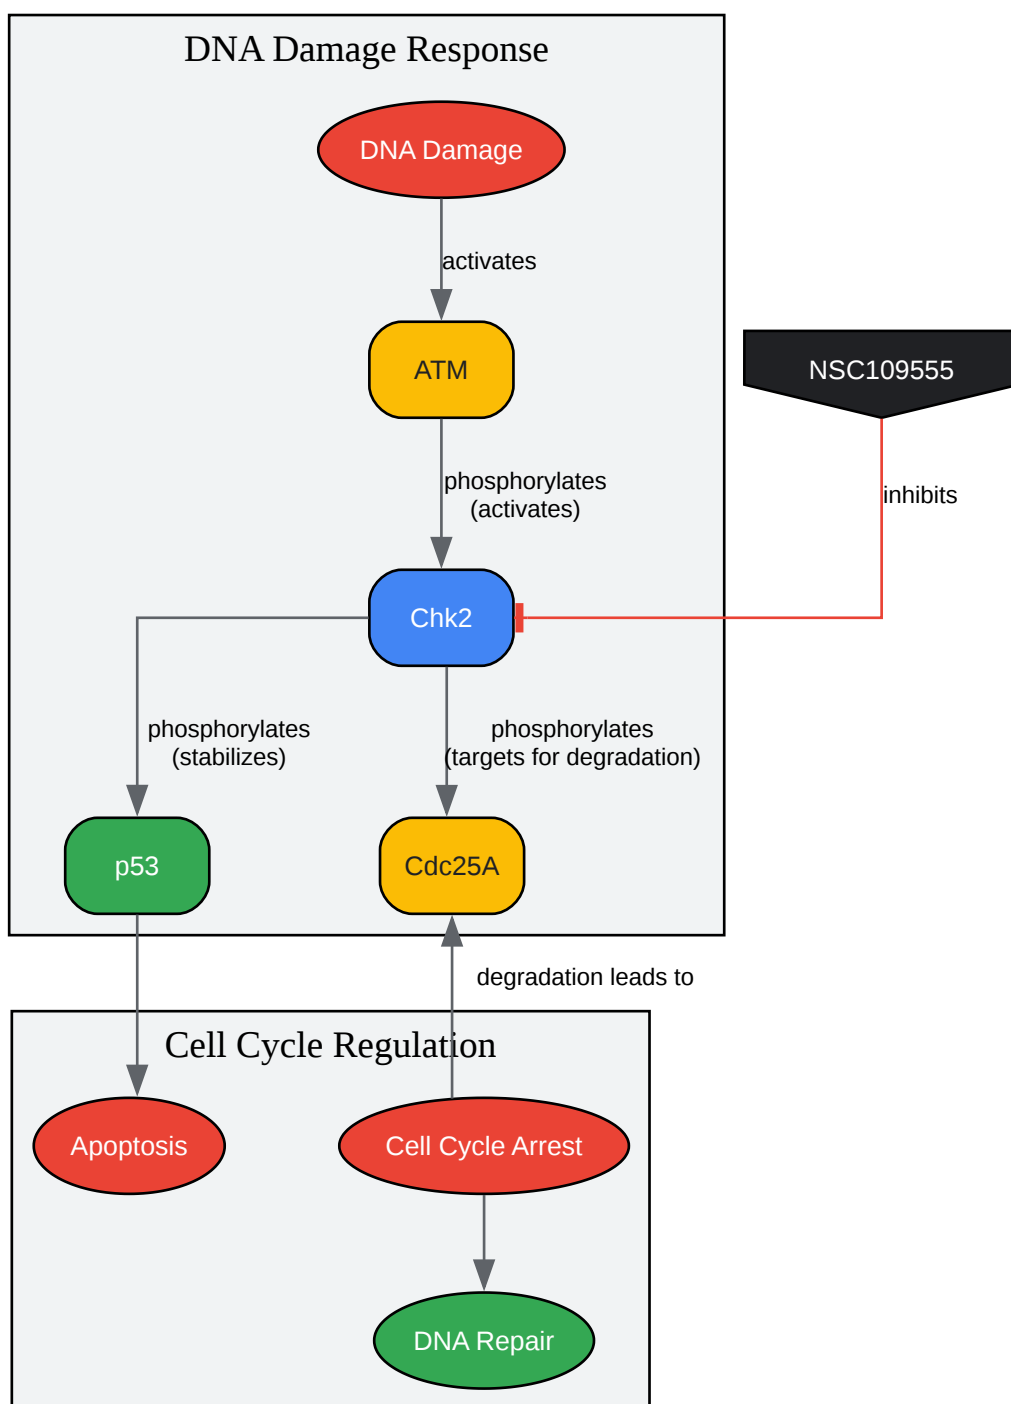 DNA Damage Response
DNA Damage
activates
ATM
NSC109555
phosphorylates
(activates)
inhibits
Chk2
phosphorylates
(stabilizes)
phosphorylates
(targets for degradation)
p53
Cdc25A
degradation leads to
Cell Cycle Regulation
Apoptosis
Cell Cycle Arrest
DNA Repair